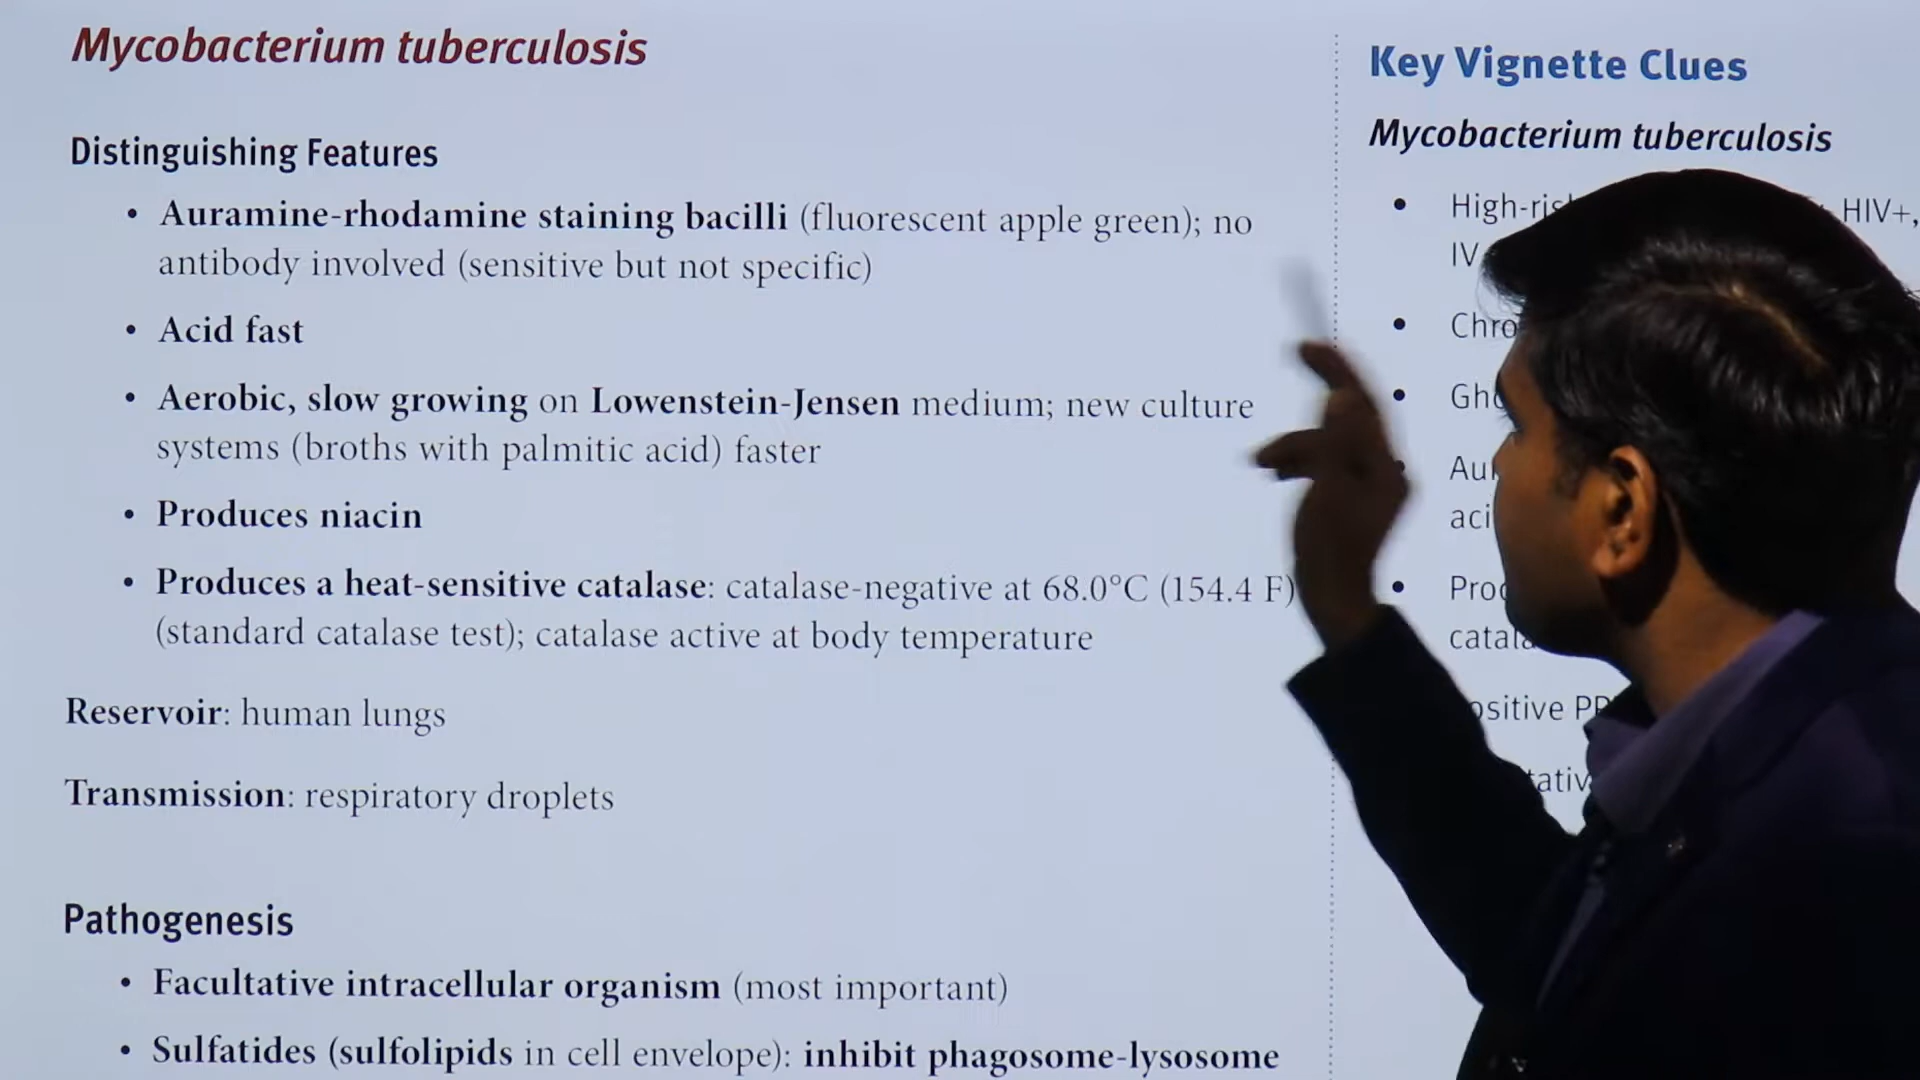 Mycobacterium tuberculosis
Distinguishing Features
• Auramine-rhodamine staining bacilli (fluorescent apple green); no
antibody involved (sensitive but not specific)
• Acid fast
• Aerobic, slow growing on Lowenstein-Jensen medium; new culture
systems (broths with palmitic acid) faster
• Produces niacin
• Produces a heat-sensitive catalase: catalase-negative at 68.0°C (154.4 F)
(standard catalase test); catalase active at body temperature
Reservoir: human lungs
Transmission: respiratory droplets
Pathogenesis
• Facultative intracellular organism (most important)
• Sulfatides (sulfolipids in cell envelope): inhibit phagosome-lysosome
Key Vignette Clues
Mycobacterium tuberculosis
• HIV+,
IV